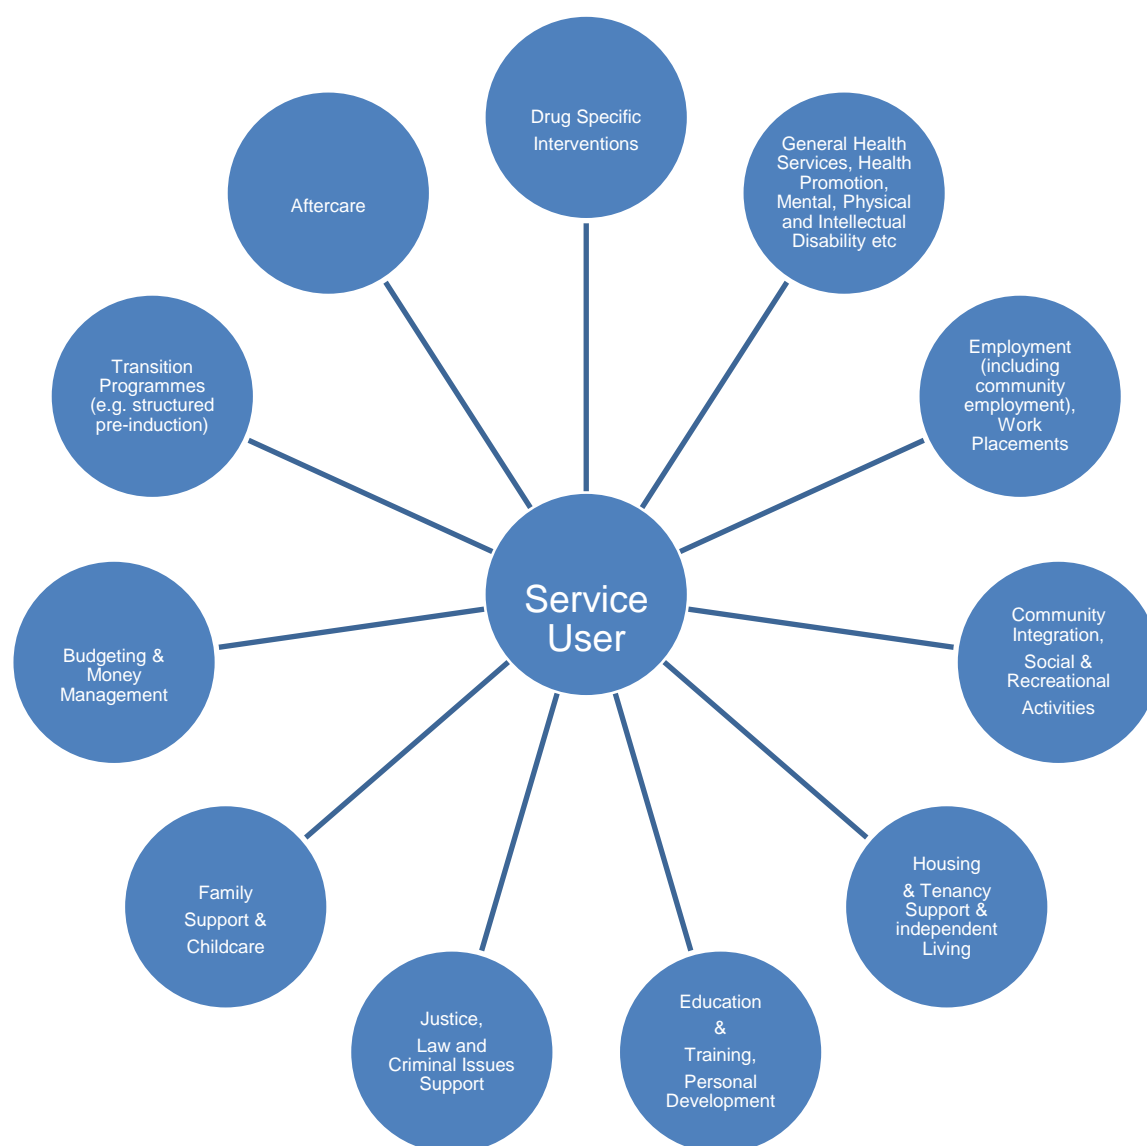 Drug Specific
Interventions
General Health
Services, Health
Promotion,
Mental, Physical
and Intellectual
Disability etc
Employment
(including
community
employment),
Work
Placements
Community
Integration,
Social &
Recreational
Activities
Housing
& Tenancy
Support &
independent
Living
Education
&
Training,
Personal
Development
Justice,
Law and
Criminal Issues
Support
Family
Support &
Childcare
Budgeting &
Money
Management
Transition
Programmes
(e.g. structured
pre-induction)
Aftercare
Service
User